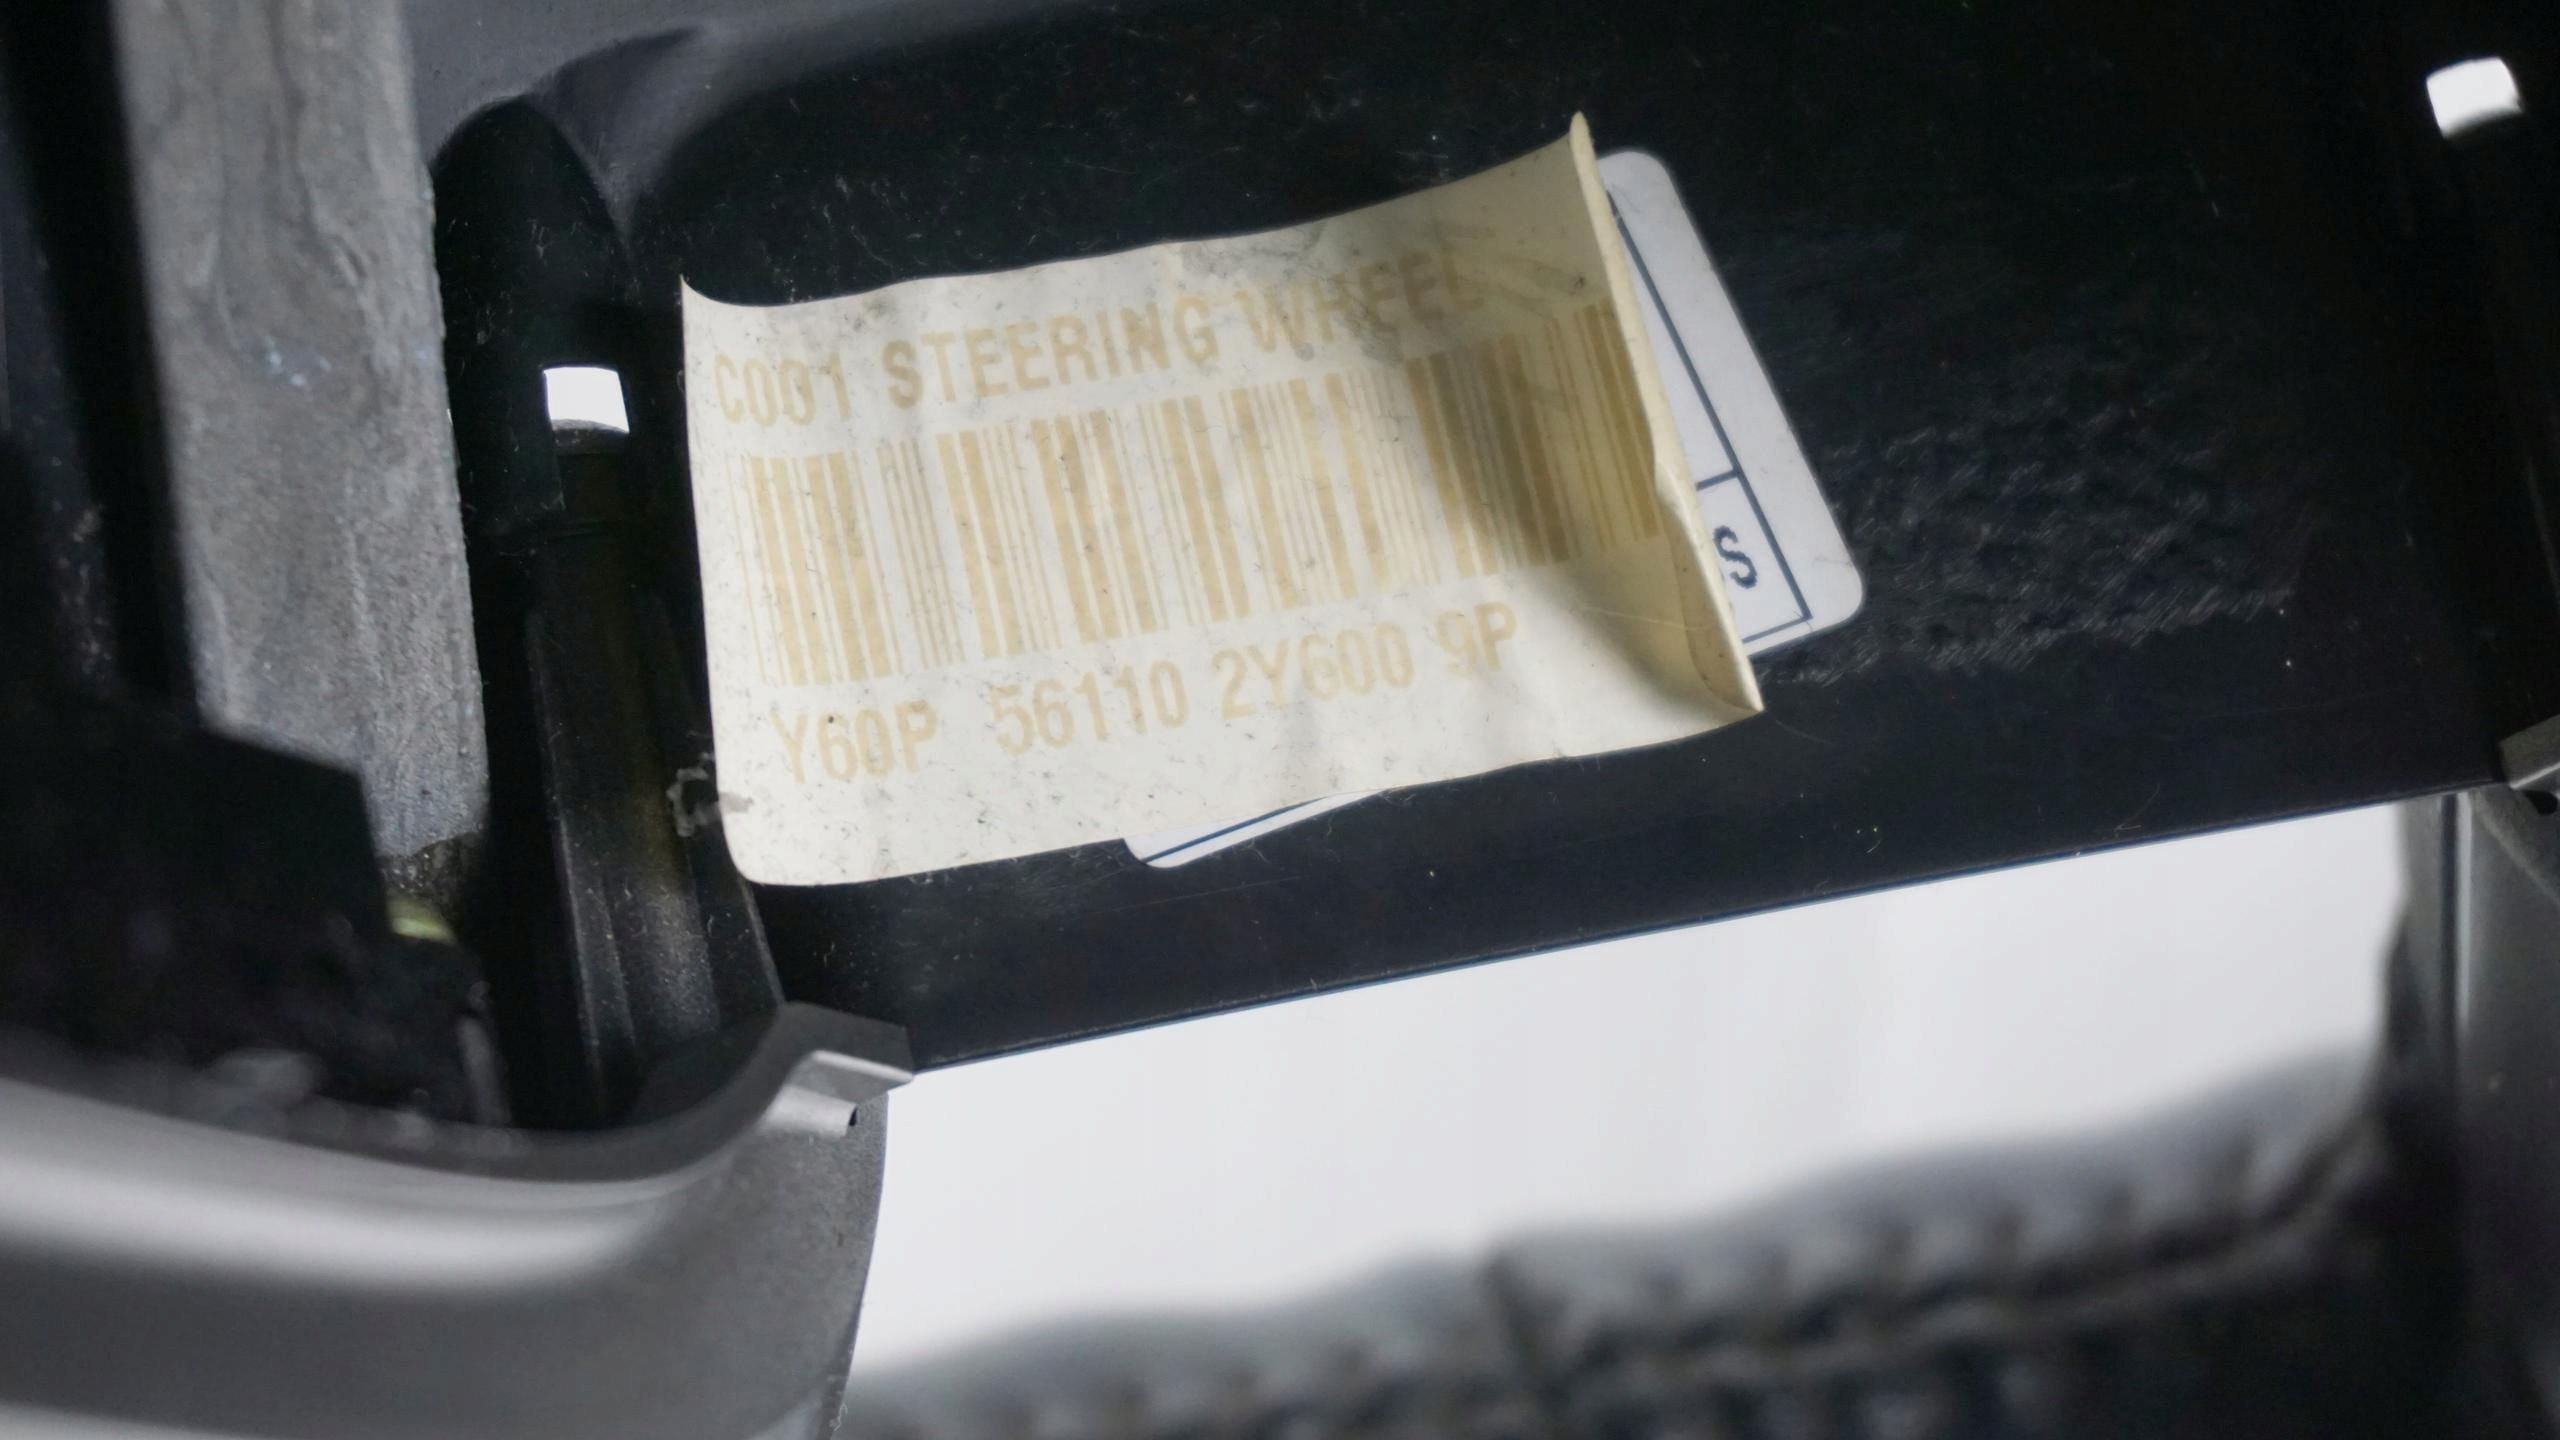 C001 STEERING WHEEL
S
Y60P 56110 2Y600 9P